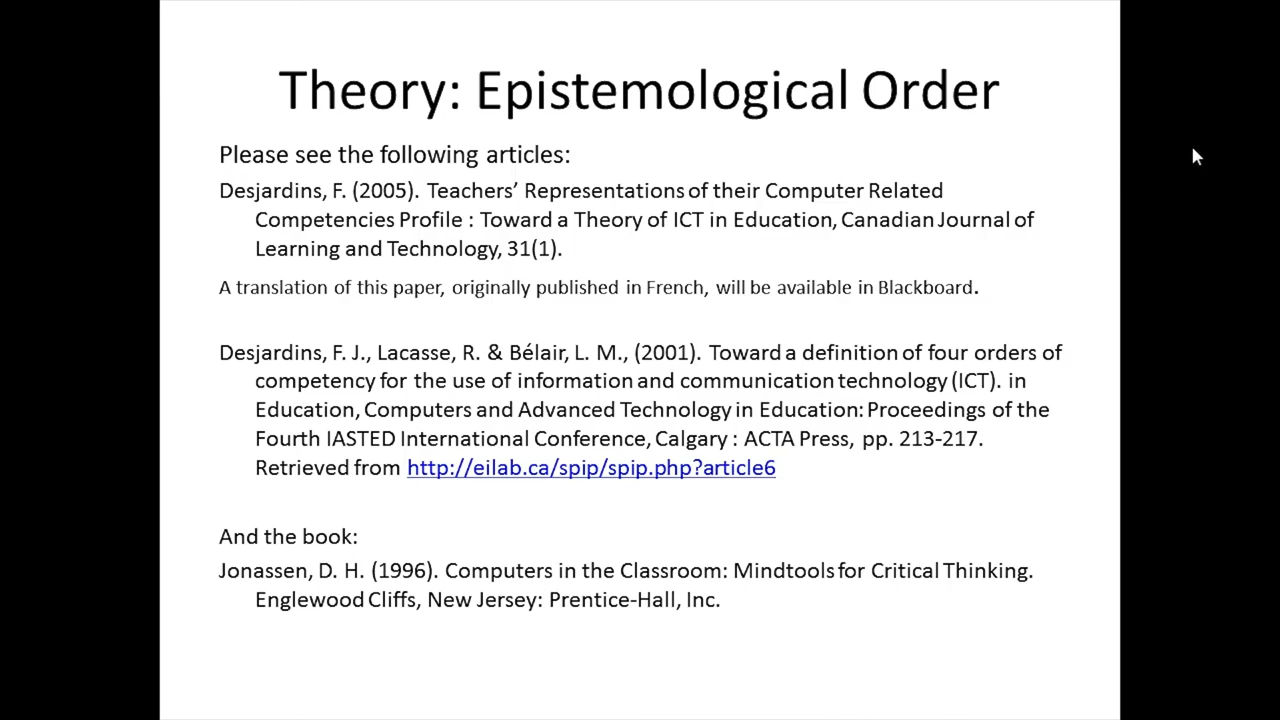 Theory: Epistemological Order
Please see the following articles:
Desjardins, F. (2005). Teachers’ Representations of their Computer Related
Competencies Profile : Toward a Theory of ICT in Education, Canadian Journal of
Learning and Technology, 31(1).
A translation of this paper, originally published in French, will be available in Blackboard.
Desjardins, F. J., Lacasse, R. & Bélair, L. M., (2001). Toward a definition of four orders of
competency for the use of information and communication technology (ICT). in
Education, Computers and Advanced Technology in Education: Proceedings of the
Fourth IASTED International Conference, Calgary : ACTA Press, pp. 213-217.
Retrieved from http://eilab.ca/spip/spip.php?article6
And the book:
Jonassen, D. H. (1996). Computers in the Classroom: Mindtools for Critical Thinking.
Englewood Cliffs, New Jersey: Prentice-Hall, Inc.